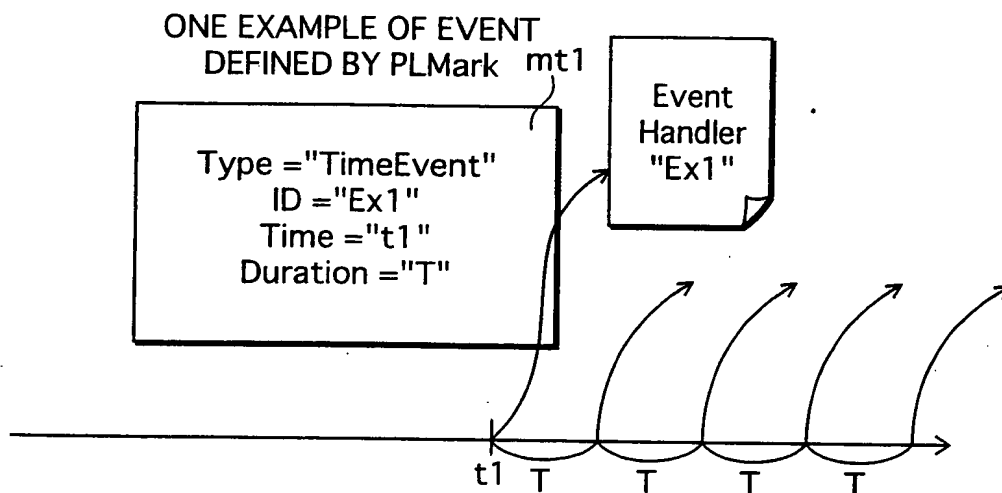 ONE EXAMPLE OF EVENT
DEFINED BY PLMark
mt1
Type ="TimeEvent"
ID ="Ex1"
Time ="t1"
Duration ="T"
Event
Handler
"Ex1"
t1
T
T
T
T